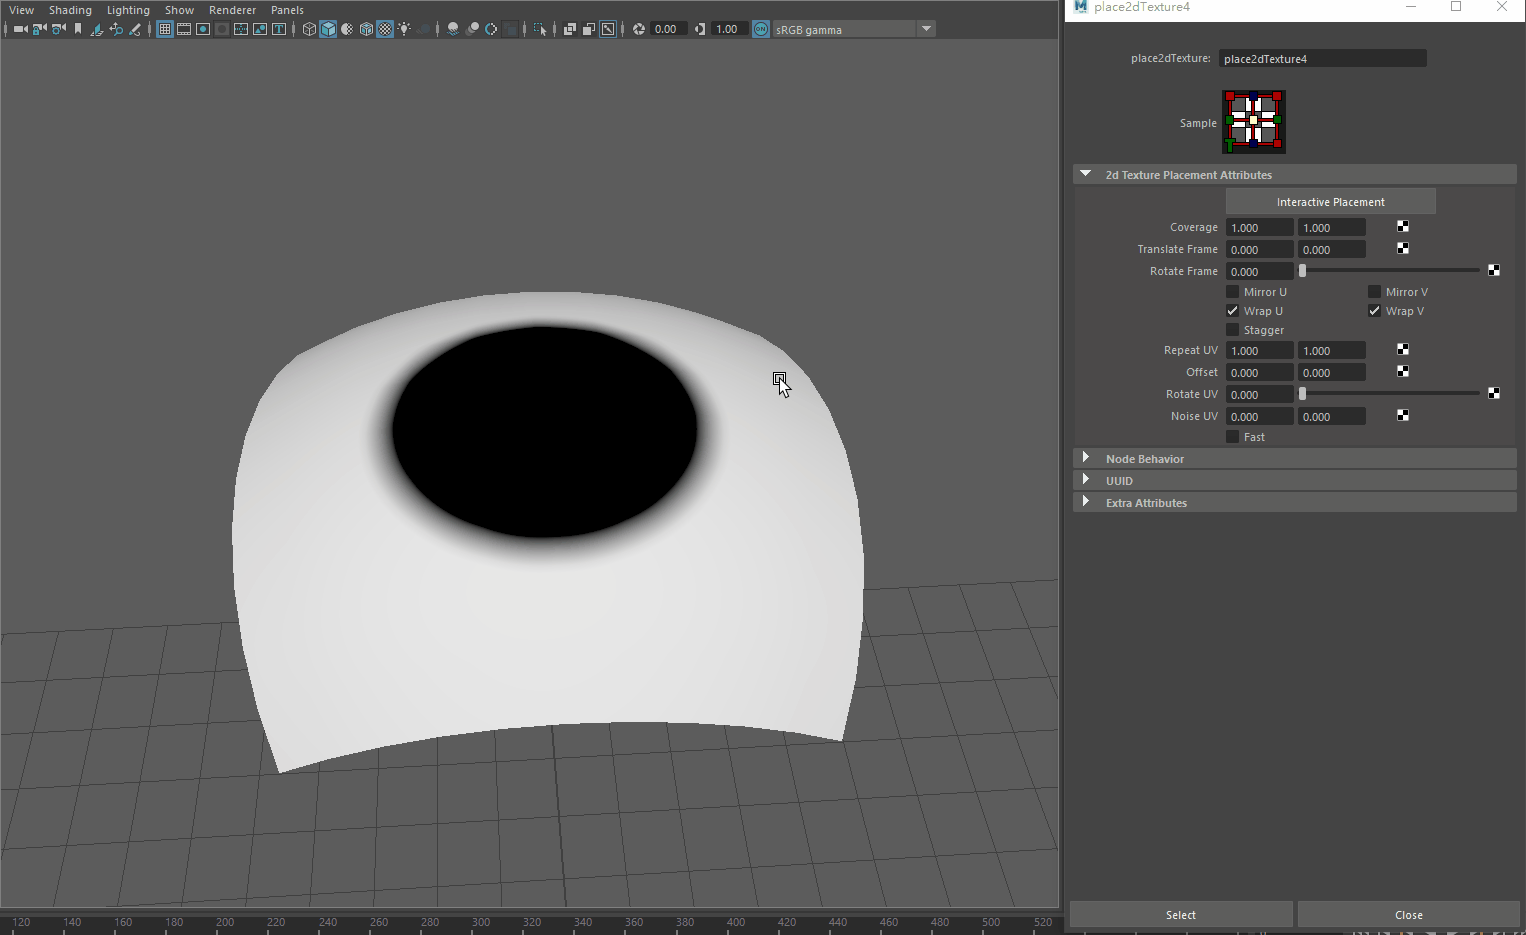 View Shading Lighting Show Renderer Panels
0.00 1.00 ON sRGB gamma
120 140 160 180 200 220 240 260 280 300 320 340 360 380 400 420 440 460 480 500 520
place2dTexture4
place2dTexture: place2dTexture4
Sample
2d Texture Placement Attributes
Interactive Placement
Coverage 1.000 1.000
Translate Frame 0.000 0.000
Rotate Frame 0.000
Mirror U Mirror V
Wrap U Wrap V
Stagger
Repeat UV 1.000 1.000
Offset 0.000 0.000
Rotate UV 0.000
Noise UV 0.000 0.000
Fast
Node Behavior
UUID
Extra Attributes
Select Close